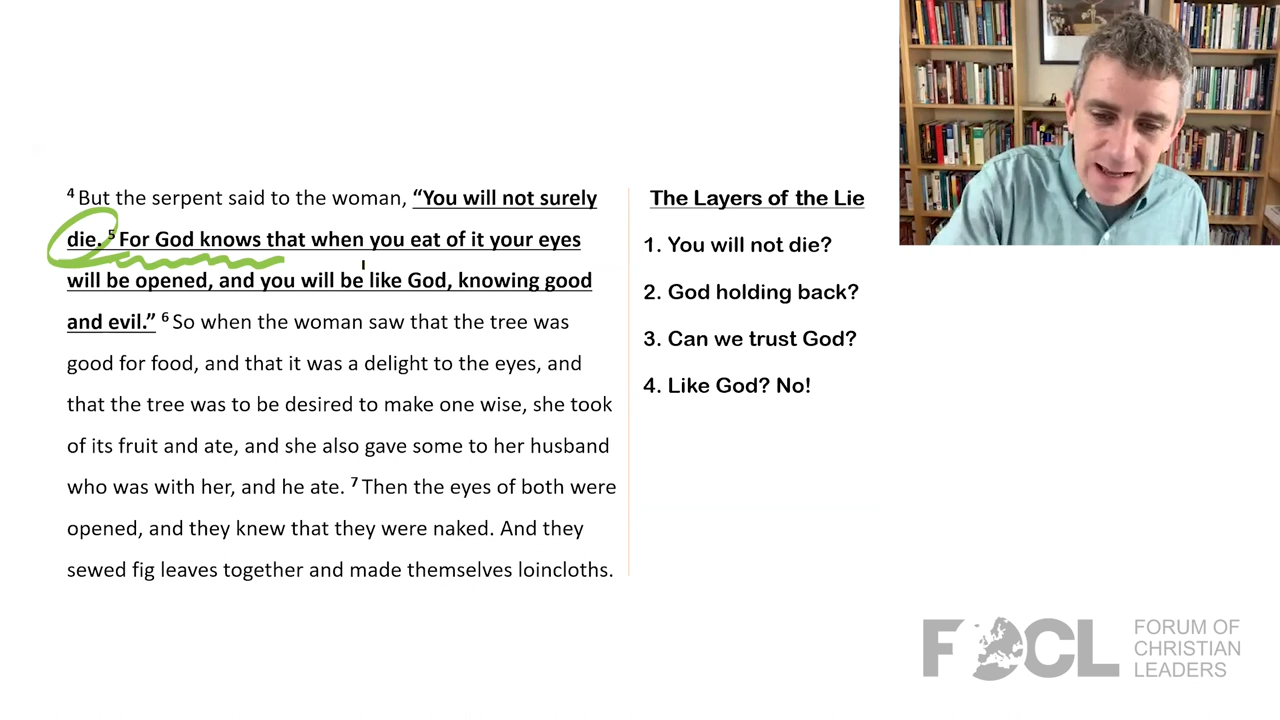 ⁴ But the serpent said to the woman, “You will not surely
die. ⁵ For God knows that when you eat of it your eyes
will be opened, and you will be like God, knowing good
and evil.” ⁶ So when the woman saw that the tree was
good for food, and that it was a delight to the eyes, and
that the tree was to be desired to make one wise, she took
of its fruit and ate, and she also gave some to her husband
who was with her, and he ate. ⁷ Then the eyes of both were
opened, and they knew that they were naked. And they
sewed fig leaves together and made themselves loincloths.
The Layers of the Lie
1. You will not die?
2. God holding back?
3. Can we trust God?
4. Like God? No!
FOCL
FORUM OF
CHRISTIAN
LEADERS